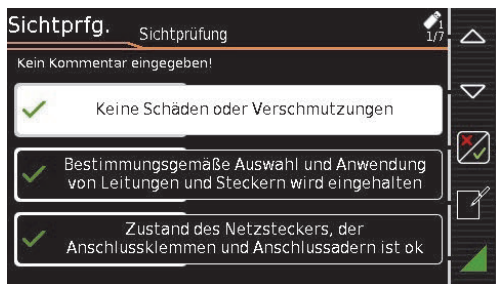 Sichtprfg.
Sichtprüfung
1
1/7
Kein Kommentar eingegeben!
Keine Schäden oder Verschmutzungen
Bestimmungsgemäße Auswahl und Anwendung
von Leitungen und Steckern wird eingehalten
Zustand des Netzsteckers, der
Anschlussklemmen und Anschlussadern ist ok